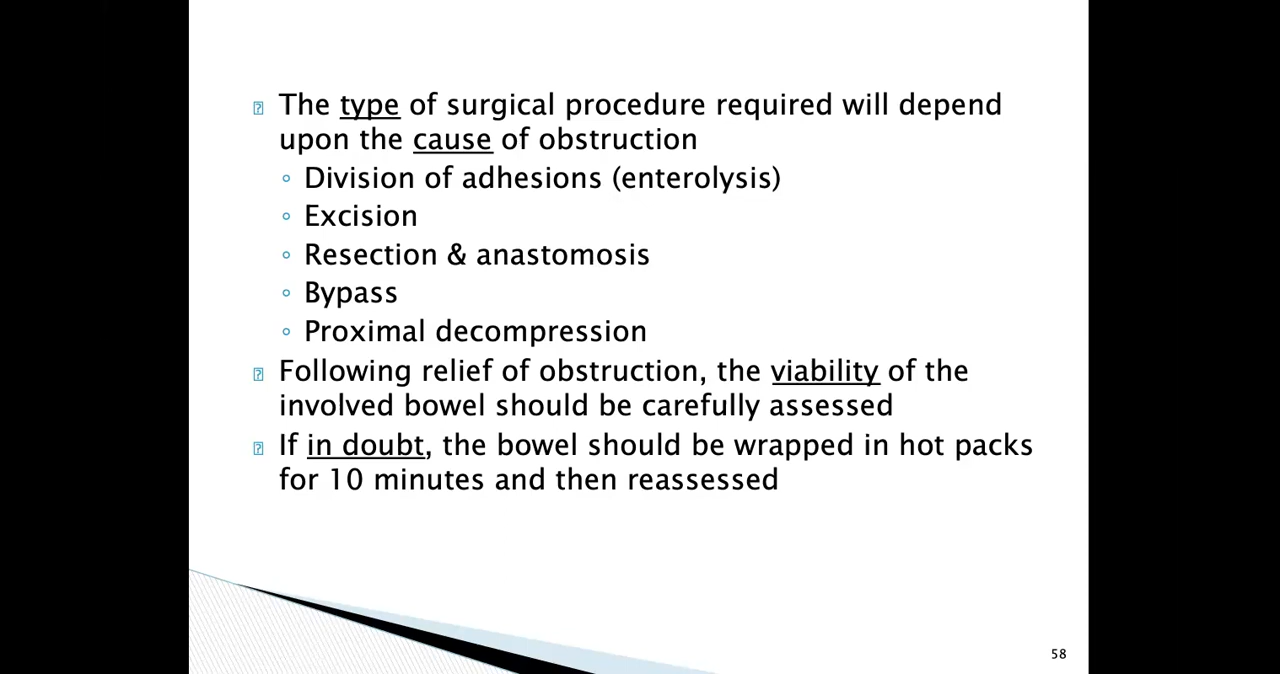 The type of surgical procedure required will depend
upon the cause of obstruction
◦ Division of adhesions (enterolysis)
◦ Excision
◦ Resection & anastomosis
◦ Bypass
◦ Proximal decompression
Following relief of obstruction, the viability of the
involved bowel should be carefully assessed
If in doubt, the bowel should be wrapped in hot packs
for 10 minutes and then reassessed
58